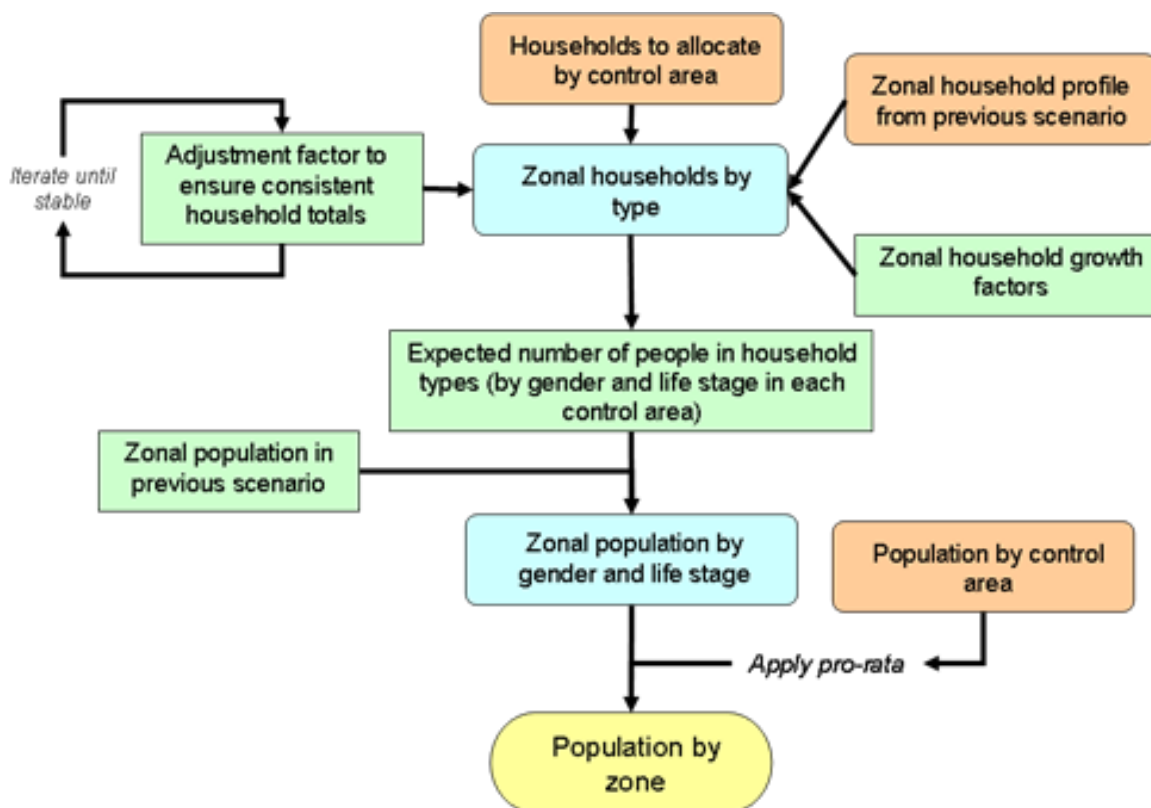 Households to allocate
by control area
Zonal household profile
from previous scenario
Iterate until
stable
Adjustment factor to
ensure consistent
household totals
Zonal households by
type
Zonal household growth
factors
Expected number of people in household
types (by gender and life stage in each
control area)
Zonal population in
previous scenario
Zonal population by
gender and life stage
Population by control
area
Apply pro-rata
Population by
zone